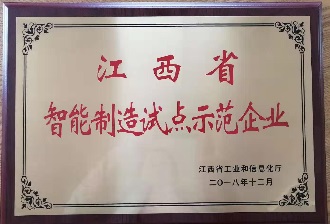 江西省
智能制造试点示范企业
江西省工业和信息化厅
二〇一八年十二月